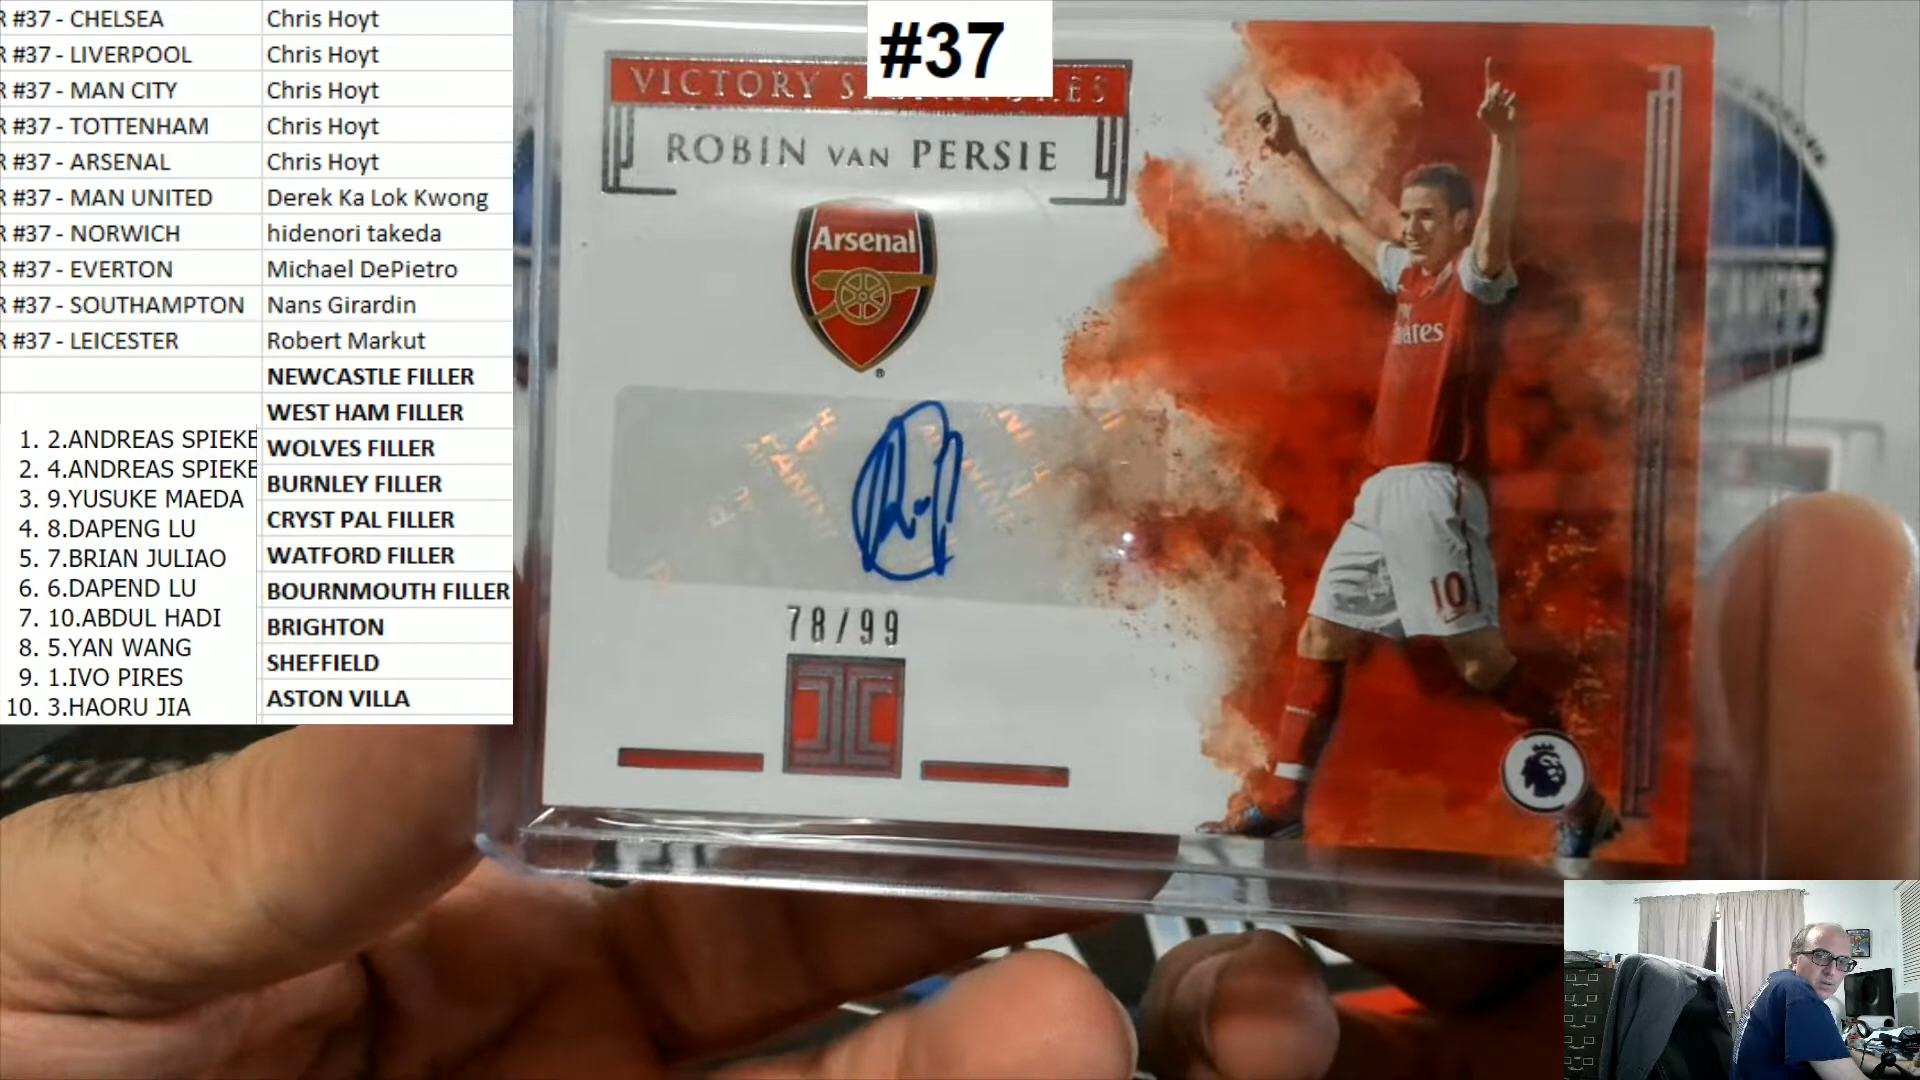 R #37 - CHELSEA Chris Hoyt
R #37 - LIVERPOOL Chris Hoyt
R #37 - MAN CITY Chris Hoyt
R #37 - TOTTENHAM Chris Hoyt
R #37 - ARSENAL Chris Hoyt
R #37 - MAN UNITED Derek Ka Lok Kwong
R #37 - NORWICH hidenori takeda
R #37 - EVERTON Michael DePietro
R #37 - SOUTHAMPTON Nans Girardin
R #37 - LEICESTER Robert Markut
NEWCASTLE FILLER
WEST HAM FILLER
WOLVES FILLER
BURNLEY FILLER
CRYST PAL FILLER
WATFORD FILLER
BOURNMOUTH FILLER
BRIGHTON
SHEFFIELD
ASTON VILLA
1. 2.ANDREAS SPIEKE
2. 4.ANDREAS SPIEKE
3. 9.YUSUKE MAEDA
4. 8.DAPENG LU
5. 7.BRIAN JULIAO
6. 6.DAPEND LU
7. 10.ABDUL HADI
8. 5.YAN WANG
9. 1.IVO PIRES
10. 3.HAORU JIA
#37
VICTORY
ROBIN VAN PERSIE
Arsenal
®
78/99
10